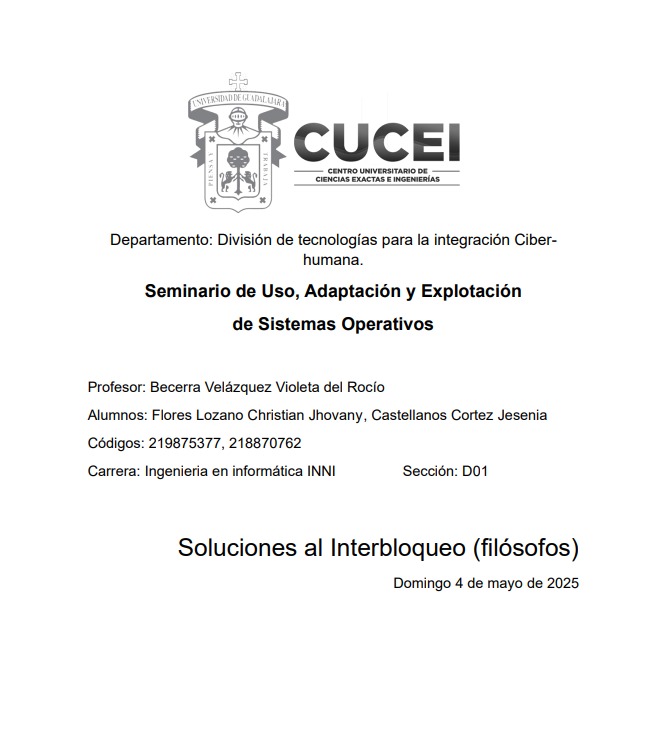 UNIVERSIDAD DE GUADALAJARA
PIENSA Y
TRABAJA
CUCEI
CENTRO UNIVERSITARIO DE
CIENCIAS EXACTAS E INGENIERÍAS
Departamento: División de tecnologías para la integración Ciber-
humana.
Seminario de Uso, Adaptación y Explotación
de Sistemas Operativos
Profesor: Becerra Velázquez Violeta del Rocío
Alumnos: Flores Lozano Christian Jhovany, Castellanos Cortez Jesenia
Códigos: 219875377, 218870762
Carrera: Ingenieria en informática INNI Sección: D01
Soluciones al Interbloqueo (filósofos)
Domingo 4 de mayo de 2025